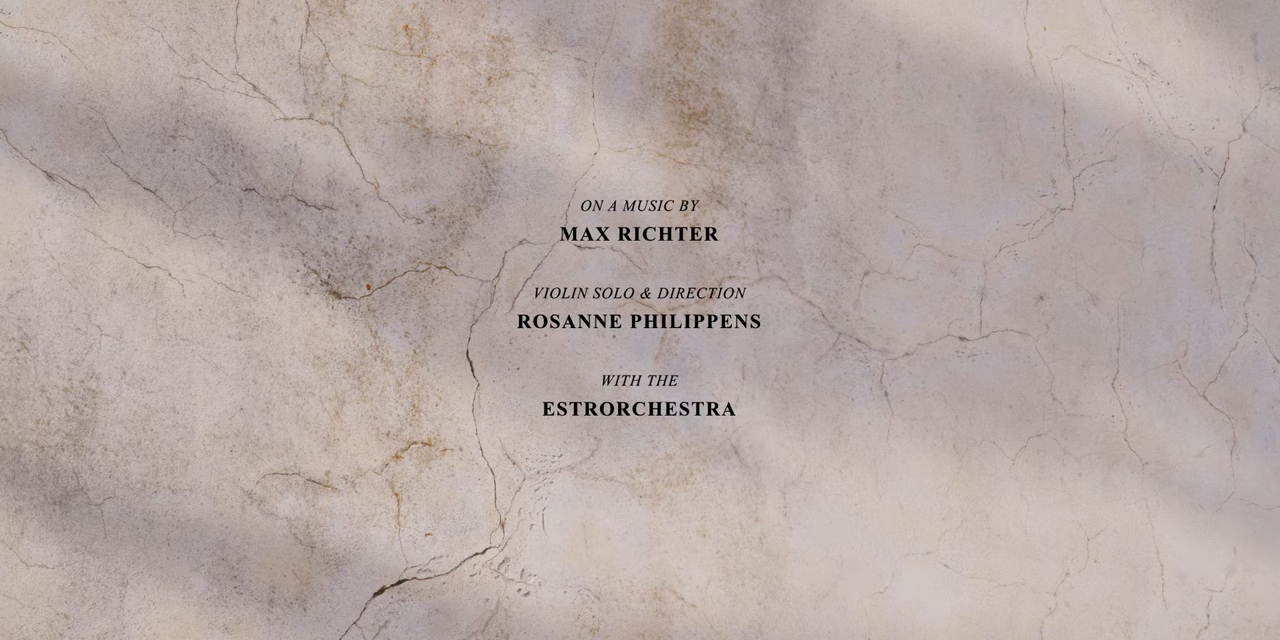 ON A MUSIC BY
MAX RICHTER
VIOLIN SOLO & DIRECTION
ROSANNE PHILIPPENS
WITH THE
ESTRORCHESTRA